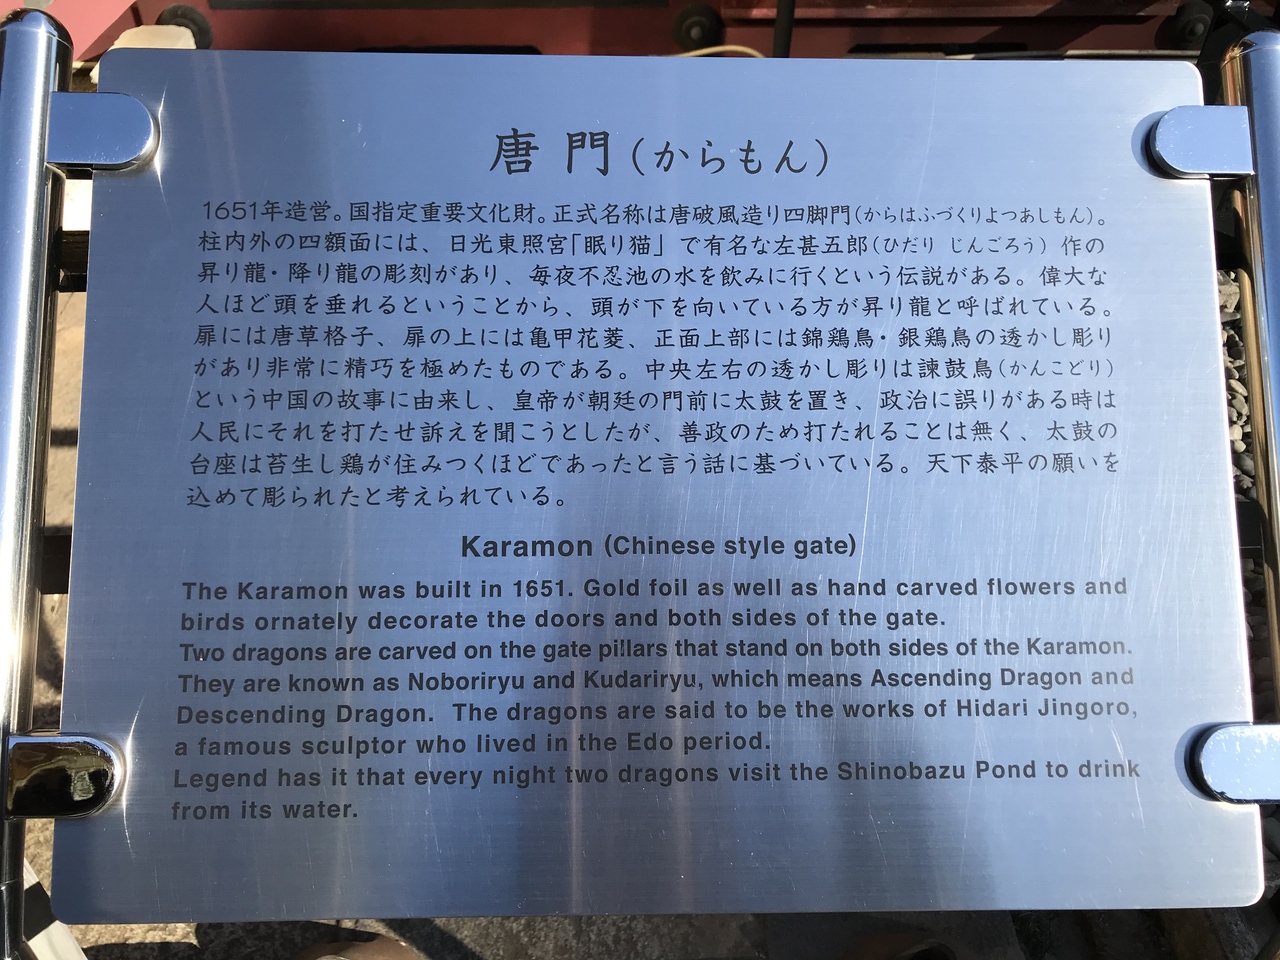 唐門(からもん)
1651年造営。国指定重要文化財。正式名称は唐破風造り四脚門(からはふづくりよつあしもん)。
柱内外の四額面には、日光東照宮「眠り猫」で有名な左甚五郎(ひだり じんごろう) 作の
昇り龍・降り龍の彫刻があり、毎夜不忍池の水を飲みに行くという伝説がある。偉大な
人ほど頭を垂れるということから、頭が下を向いている方が昇り龍と呼ばれている。
扉には唐草格子、扉の上には亀甲花菱、正面上部には錦鶏鳥・銀鶏鳥の透かし彫り
があり非常に精巧を極めたものである。中央左右の透かし彫りは諫鼓鳥(かんこどり)
という中国の故事に由来し、皇帝が朝廷の門前に太鼓を置き、政治に誤りがある時は
人民にそれを打たせ訴えを聞こうとしたが、善政のため打たれることは無く、太鼓の
台座は苔生し鶏が住みつくほどであったと言う話に基づいている。天下泰平の願いを
込めて彫られたと考えられている。
Karamon (Chinese style gate)
The Karamon was built in 1651. Gold foil as well as hand carved flowers and
birds ornately decorate the doors and both sides of the gate.
Two dragons are carved on the gate pillars that stand on both sides of the Karamon.
They are known as Noboriryu and Kudariryu, which means Ascending Dragon and
Descending Dragon. The dragons are said to be the works of Hidari Jingoro,
a famous sculptor who lived in the Edo period.
Legend has it that every night two dragons visit the Shinobazu Pond to drink
from its water.